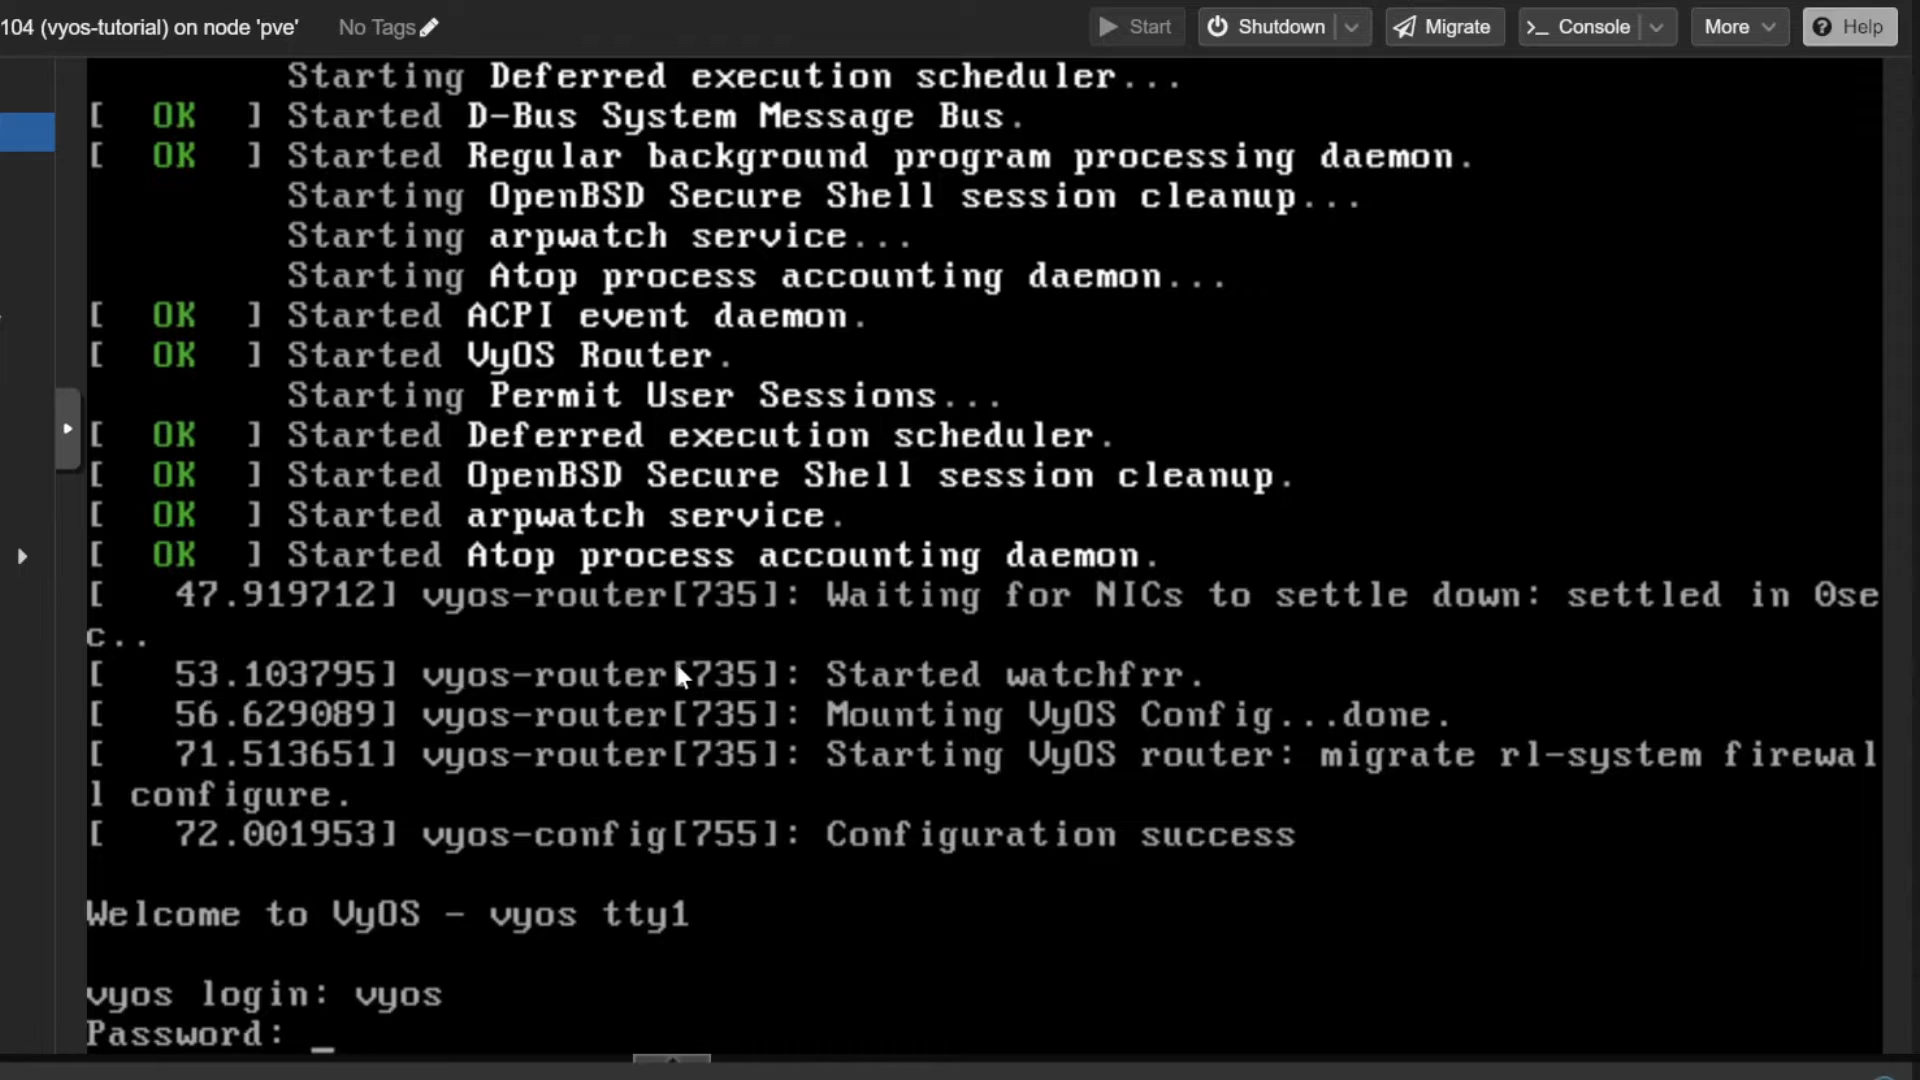 104 (vyos-tutorial) on node 'pve' No Tags Start Shutdown Migrate >_ Console More Help
Starting Deferred execution scheduler...
[ OK ] Started D-Bus System Message Bus.
[ OK ] Started Regular background program processing daemon.
Starting OpenBSD Secure Shell session cleanup...
Starting arpwatch service...
Starting Atop process accounting daemon...
[ OK ] Started ACPI event daemon.
[ OK ] Started VyOS Router.
Starting Permit User Sessions...
[ OK ] Started Deferred execution scheduler.
[ OK ] Started OpenBSD Secure Shell session cleanup.
[ OK ] Started arpwatch service.
[ OK ] Started Atop process accounting daemon.
[ 47.919712] vyos-router[735]: Waiting for NICs to settle down: settled in 0se
c..
[ 53.103795] vyos-router[735]: Started watchfrr.
[ 56.629089] vyos-router[735]: Mounting VyOS Config...done.
[ 71.513651] vyos-router[735]: Starting VyOS router: migrate rl-system firewal
l configure.
[ 72.001953] vyos-config[755]: Configuration success
Welcome to VyOS - vyos tty1
vyos login: vyos
Password: _